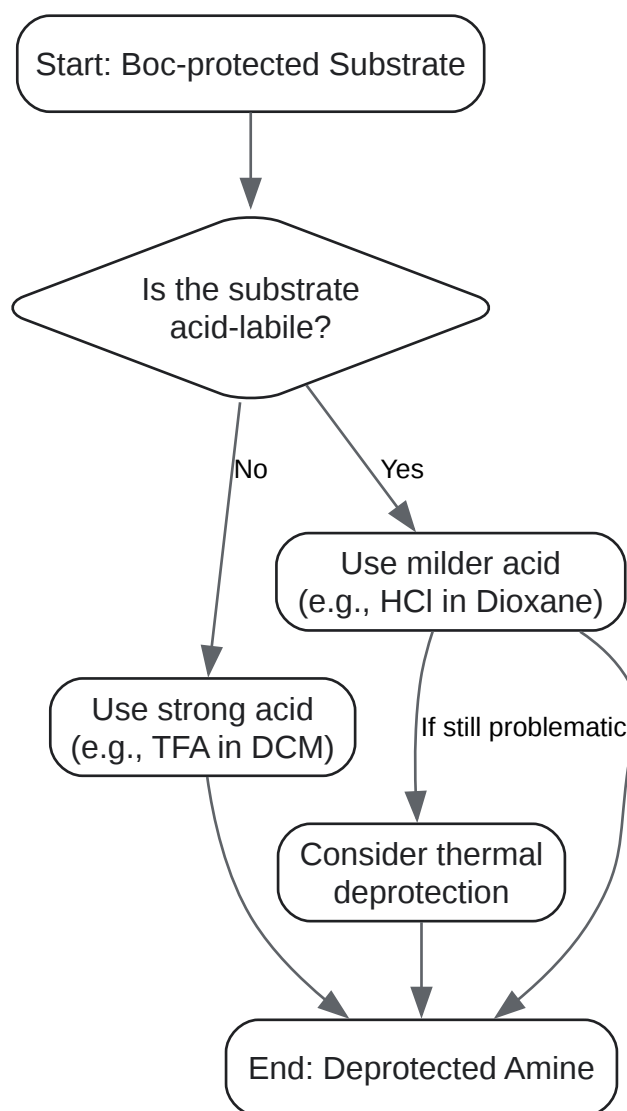 Start: Boc-protected Substrate
Is the substrate
acid-labile?
No
Yes
Use milder acid
(e.g., HCl in Dioxane)
Use strong acid
(e.g., TFA in DCM)
If still problematic
Consider thermal
deprotection
End: Deprotected Amine